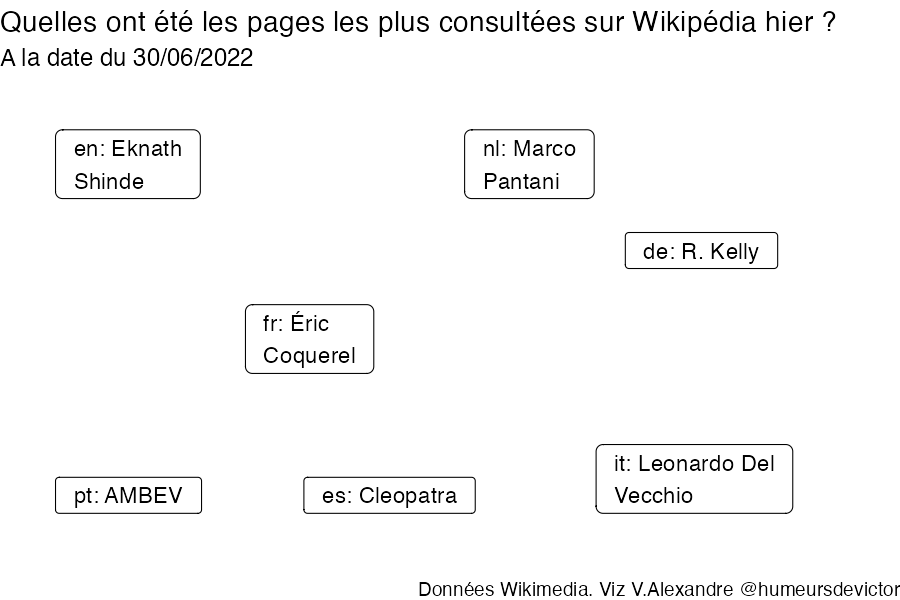 Quelles ont été les pages les plus consultées sur Wikipédia hier ?
A la date du 30/06/2022
en: Eknath
Shinde
nl: Marco
Pantani
de: R. Kelly
fr: Éric
Coquerel
it: Leonardo Del
Vecchio
pt: AMBEV
es: Cleopatra
Données Wikimedia. Viz V.Alexandre @humeursdevictor